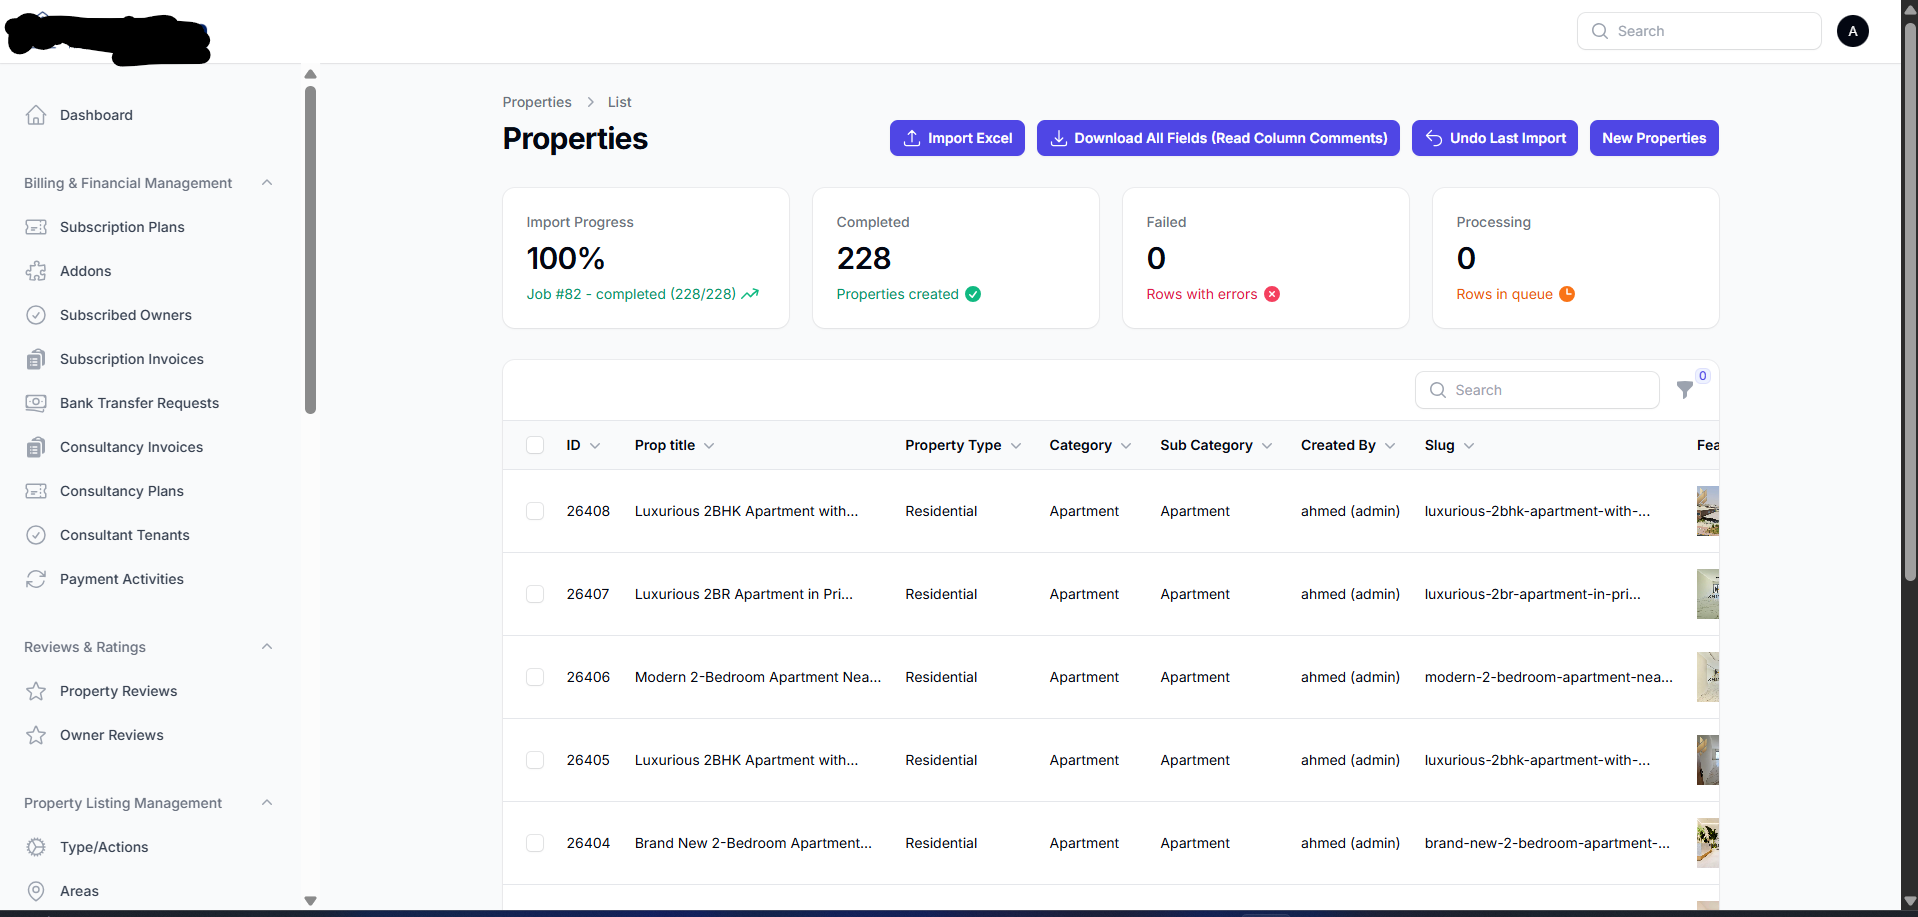 Search
A
Dashboard
Billing & Financial Management
Subscription Plans
Addons
Subscribed Owners
Subscription Invoices
Bank Transfer Requests
Consultancy Invoices
Consultancy Plans
Consultant Tenants
Payment Activities
Reviews & Ratings
Property Reviews
Owner Reviews
Property Listing Management
Type/Actions
Areas
Properties > List
Properties
Import Excel
Download All Fields (Read Column Comments)
Undo Last Import
New Properties
Import Progress
100%
Job #82 - completed (228/228)
Completed
228
Properties created
Failed
0
Rows with errors
Processing
0
Rows in queue
Search
0
ID Prop title Property Type Category Sub Category Created By Slug Fea
26408 Luxurious 2BHK Apartment with... Residential Apartment Apartment ahmed (admin) luxurious-2bhk-apartment-with-...
26407 Luxurious 2BR Apartment in Pri... Residential Apartment Apartment ahmed (admin) luxurious-2br-apartment-in-pri...
26406 Modern 2-Bedroom Apartment Nea... Residential Apartment Apartment ahmed (admin) modern-2-bedroom-apartment-nea...
26405 Luxurious 2BHK Apartment with... Residential Apartment Apartment ahmed (admin) luxurious-2bhk-apartment-with-...
26404 Brand New 2-Bedroom Apartment... Residential Apartment Apartment ahmed (admin) brand-new-2-bedroom-apartment-...